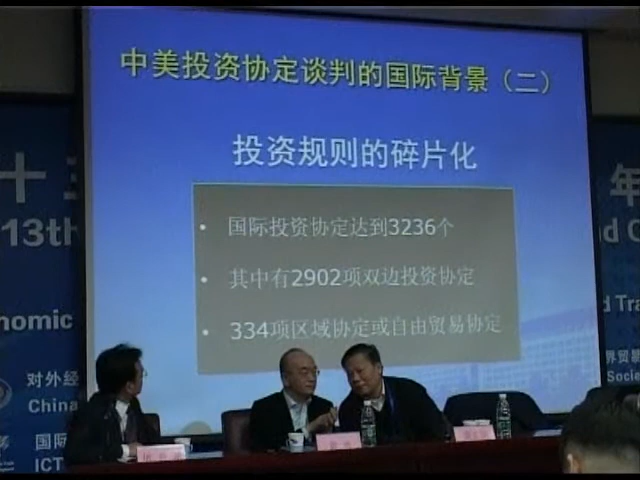 中美投资协定谈判的国际背景（二）
投资规则的碎片化
• 国际投资协定达到3236个
• 其中有2902项双边投资协定
• 334项区域协定或自由贸易协定
十三
年
13th
nd
nomic
d Tra
对外经
China
国际
ICT
界贸易
Socie